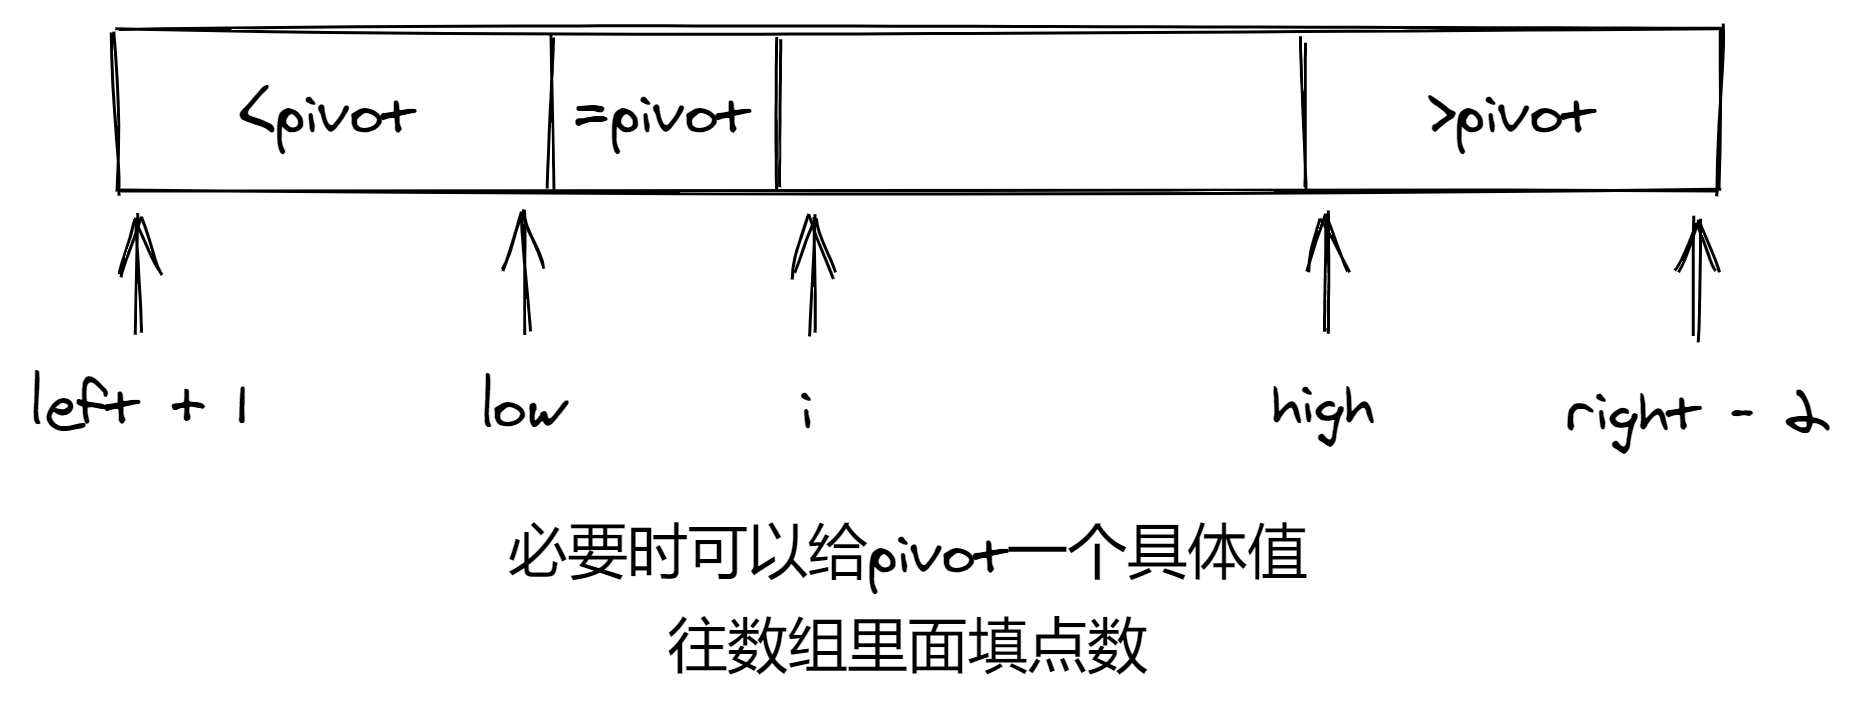 <pivot =pivot >pivot
left + 1 low i high right - 2
必要时可以给pivot一个具体值
往数组里面填点数